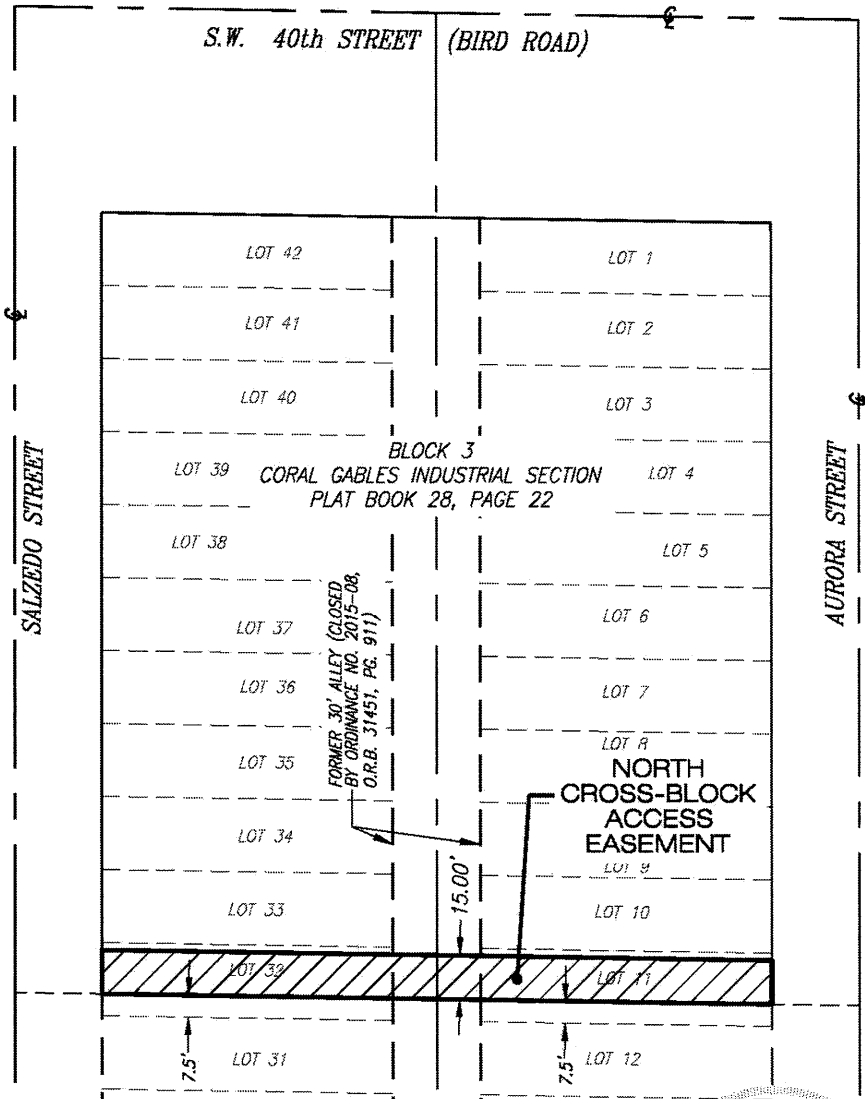 S.W. 40th STREET (BIRD ROAD)
LOT 42
LOT 1
LOT 41
LOT 2
LOT 40
LOT 3
BLOCK 3
LOT 39
CORAL GABLES INDUSTRIAL SECTION
LOT 4
PLAT BOOK 28, PAGE 22
LOT 38
LOT 5
SALZEDO STREET
AURORA STREET
FORMER 30' ALLEY (CLOSED
BY ORDINANCE NO. 2015-08,
O.R.B. 31451, PG. 911)
LOT 37
LOT 6
LOT 36
LOT 7
LOT 35
LOT 8
NORTH
CROSS-BLOCK
ACCESS
EASEMENT
LOT 34
LOT 9
15.00'
LOT 33
LOT 10
LOT 32
LOT 11
7.5'
LOT 31
7.5'
LOT 12